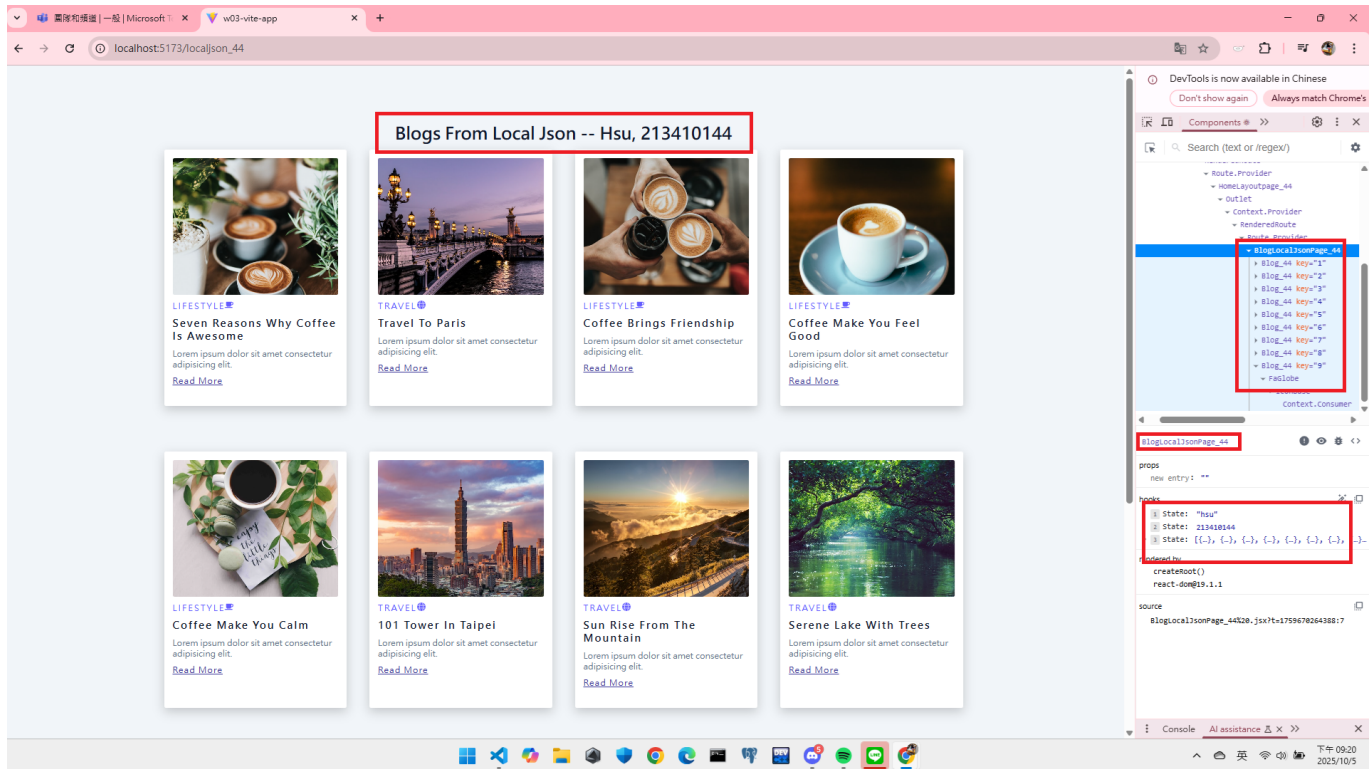 團隊和頻道 | 一般 | Microsoft T
w03-vite-app
localhost:5173/localjson_44
DevTools is now available in Chinese
Don't show again
Always match Chrome's
Components
Search (text or /regex/)
Route.Provider
HomeLayoutpage_44
Outlet
Context.Provider
RenderedRoute
Route.Provider
BlogLocalJsonPage_44
Blog_44 key="1"
Blog_44 key="2"
Blog_44 key="3"
Blog_44 key="4"
Blog_44 key="5"
Blog_44 key="6"
Blog_44 key="7"
Blog_44 key="8"
Blog_44 key="9"
FaGlobe
Context.Consumer
BlogLocalJsonPage_44
props
new entry: ""
hooks
1 State: "hsu"
2 State: 213410144
3 State: [{…}, {…}, {…}, {…}, {…}, {…}, {…}, …]…
rendered by
createRoot()
react-dom@19.1.1
source
BlogLocalJsonPage_44%20.jsx?t=1759670264388:7
Console
AI assistance
Blogs From Local Json -- Hsu, 213410144
LIFESTYLE
Seven Reasons Why Coffee
Is Awesome
Lorem ipsum dolor sit amet consectetur
adipisicing elit.
Read More
TRAVEL
Travel To Paris
Lorem ipsum dolor sit amet consectetur
adipisicing elit.
Read More
LIFESTYLE
Coffee Brings Friendship
Lorem ipsum dolor sit amet consectetur
adipisicing elit.
Read More
LIFESTYLE
Coffee Make You Feel
Good
Lorem ipsum dolor sit amet consectetur
adipisicing elit.
Read More
enjoy
the
little
things
LIFESTYLE
Coffee Make You Calm
Lorem ipsum dolor sit amet consectetur
adipisicing elit.
Read More
TRAVEL
101 Tower In Taipei
Lorem ipsum dolor sit amet consectetur
adipisicing elit.
Read More
TRAVEL
Sun Rise From The
Mountain
Lorem ipsum dolor sit amet consectetur
adipisicing elit.
Read More
TRAVEL
Serene Lake With Trees
Lorem ipsum dolor sit amet consectetur
adipisicing elit.
Read More
DEV
5
LINE
英
下午 09:20
2025/10/5